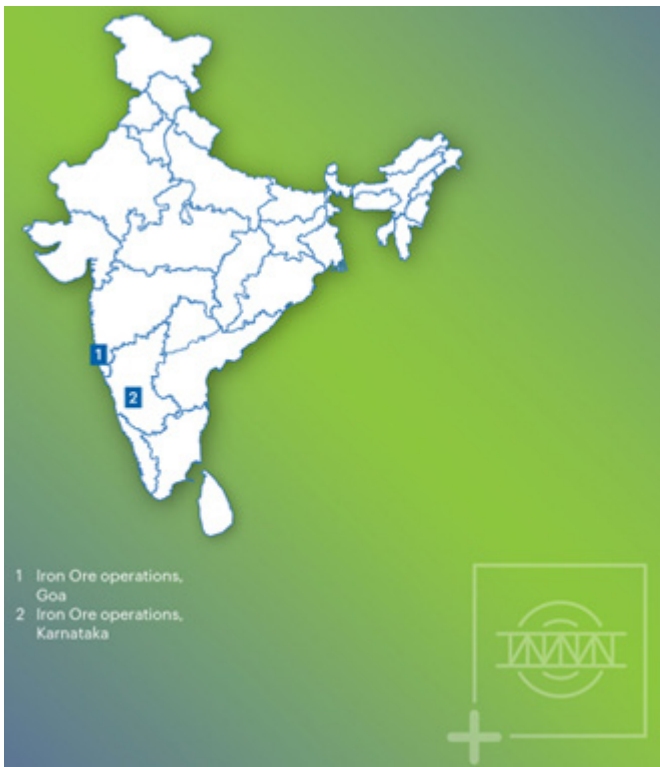 1
2
1 Iron Ore operations,
Goa
2 Iron Ore operations,
Karnataka